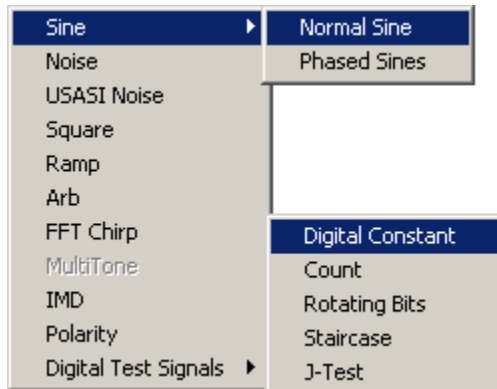 Sine
Noise
USASI Noise
Square
Ramp
Arb
FFT Chirp
MultiTone
IMD
Polarity
Digital Test Signals
Normal Sine
Phased Sines
Digital Constant
Count
Rotating Bits
Staircase
J-Test